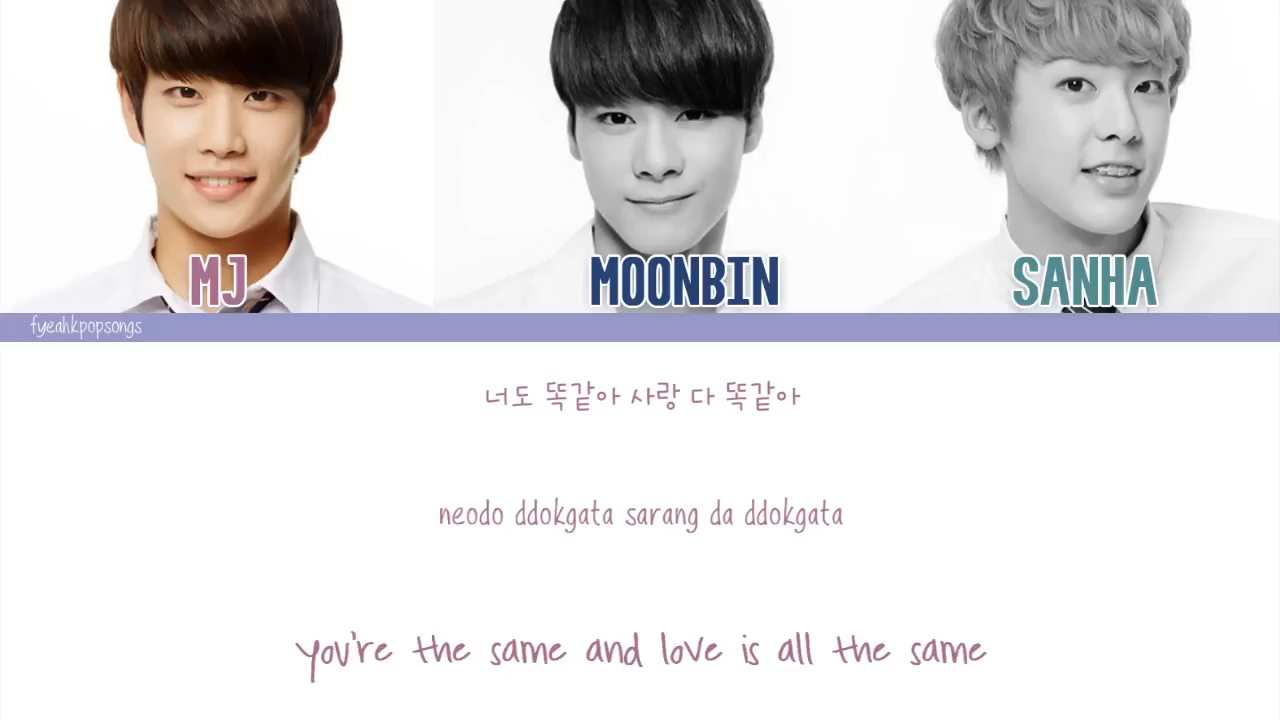 MJ
MOONBIN
SANHA
fyeahkpopsongs
너도 똑같아 사랑 다 똑같아
neodo ddokgata sarang da ddokgata
you're the same and love is all the same